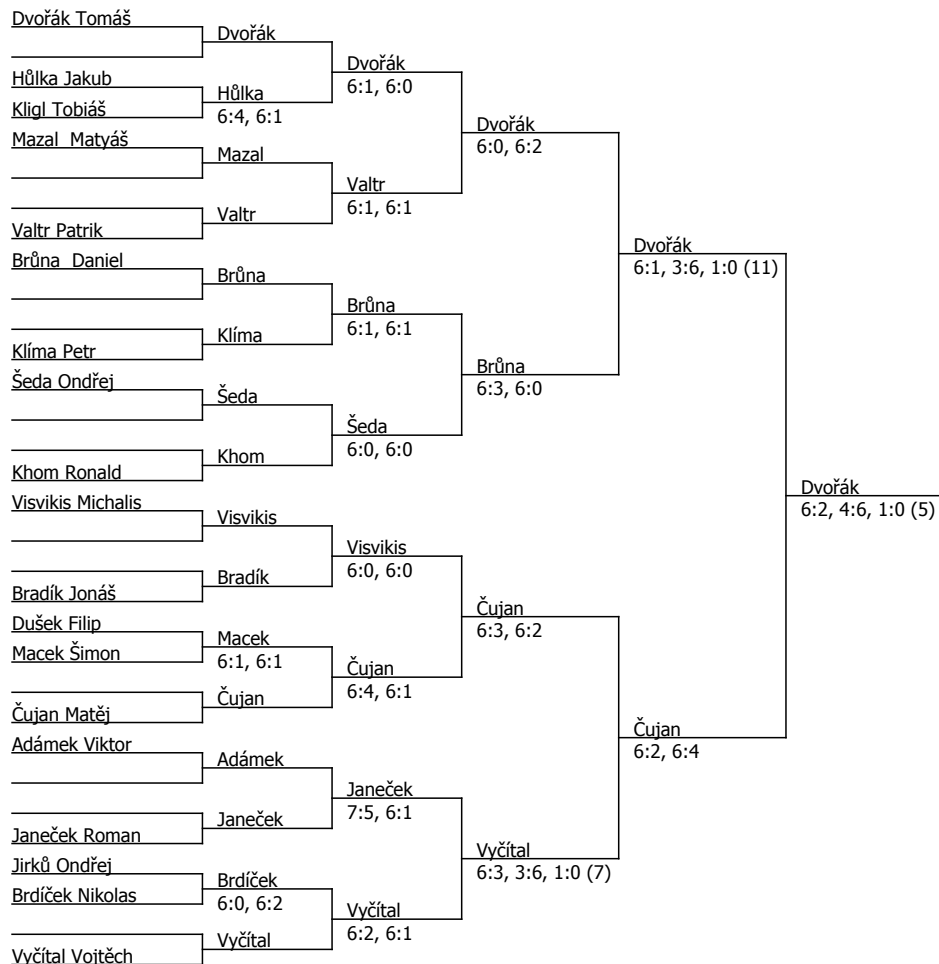 Dvořák Tomáš
Hůlka Jakub
Kligl Tobiáš
Mazal  Matyáš
Valtr Patrik
Brůna  Daniel
Klíma Petr
Šeda Ondřej
Khom Ronald
Visvikis Michalis
Bradík Jonáš
Dušek Filip
Macek Šimon
Čujan Matěj
Adámek Viktor
Janeček Roman
Jirků Ondřej
Brdíček Nikolas
Vyčítal Vojtěch
Dvořák
Hůlka
6:4, 6:1
Mazal
Valtr
Brůna
Klíma
Šeda
Khom
Visvikis
Bradík
Macek
6:1, 6:1
Čujan
Adámek
Janeček
Brdíček
6:0, 6:2
Vyčítal
Dvořák
6:1, 6:0
Valtr
6:1, 6:1
Brůna
6:1, 6:1
Šeda
6:0, 6:0
Visvikis
6:0, 6:0
Čujan
6:4, 6:1
Janeček
7:5, 6:1
Vyčítal
6:2, 6:1
Dvořák
6:0, 6:2
Brůna
6:3, 6:0
Čujan
6:3, 6:2
Vyčítal
6:3, 3:6, 1:0 (7)
Dvořák
6:1, 3:6, 1:0 (11)
Čujan
6:2, 6:4
Dvořák
6:2, 4:6, 1:0 (5)